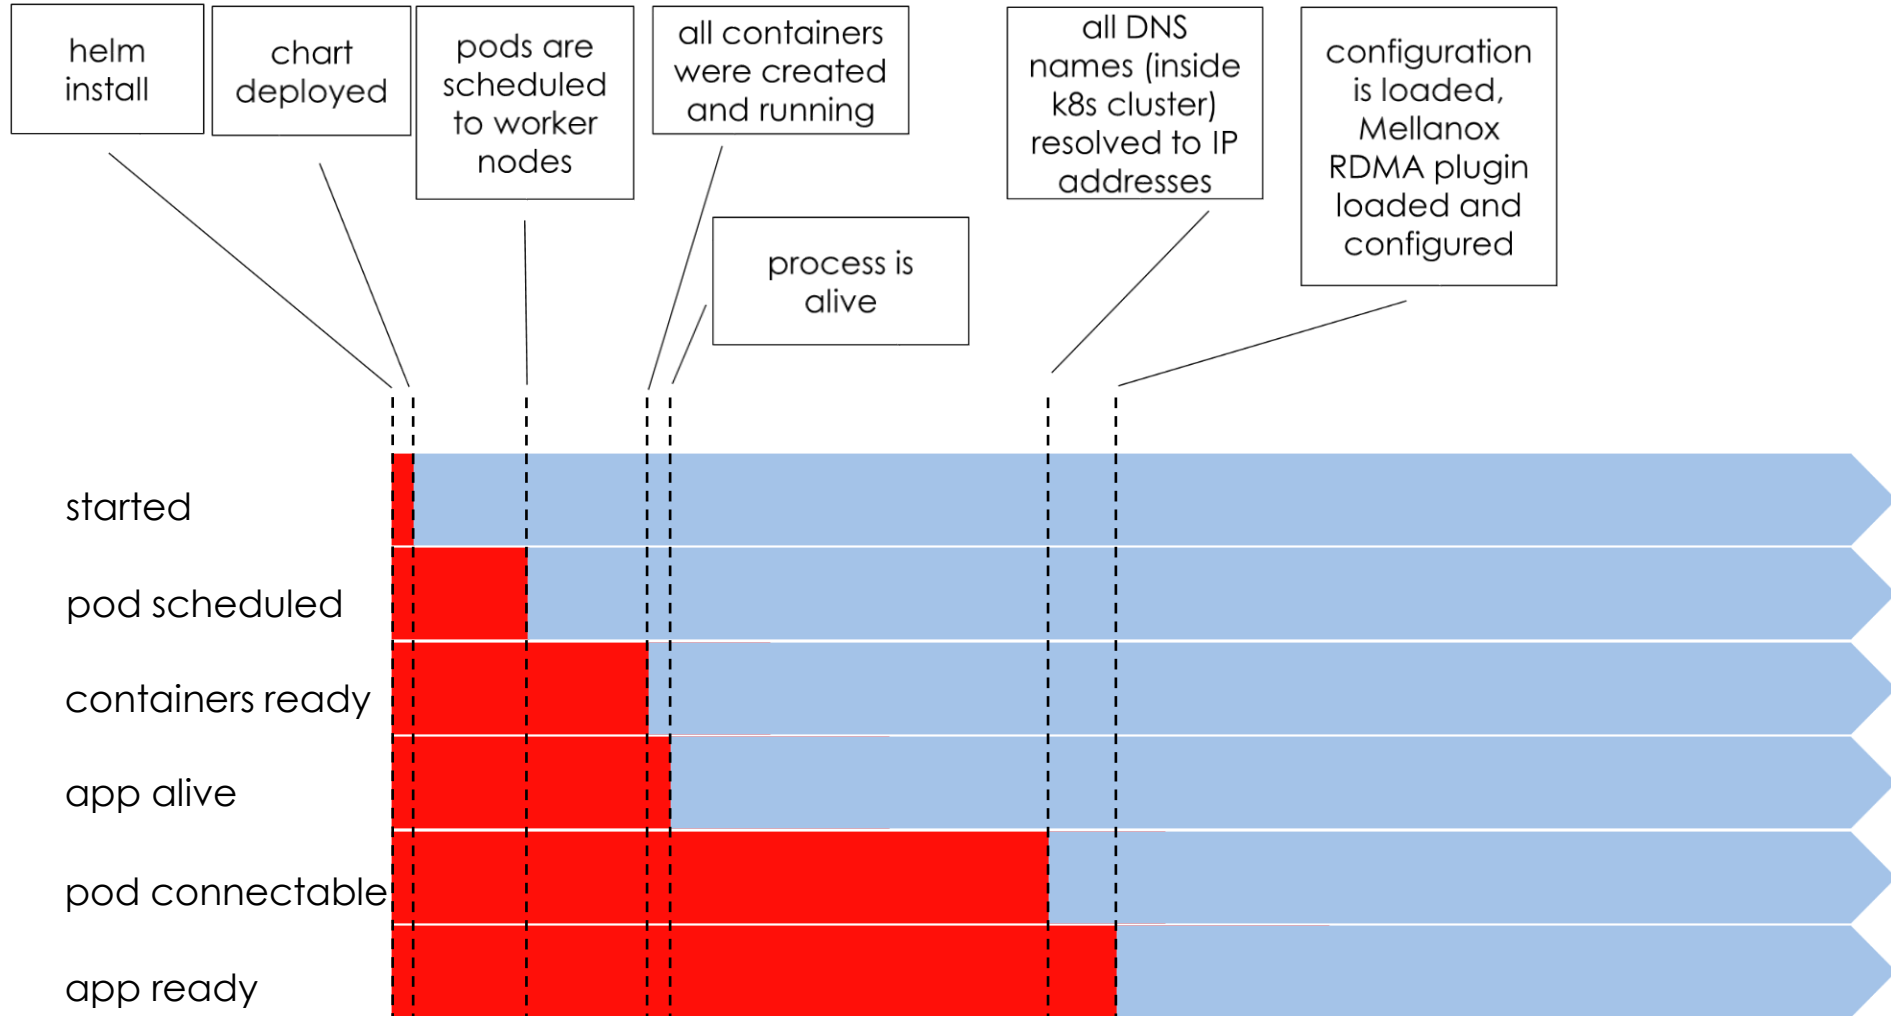 helm
install
chart
deployed
pods are
scheduled
to worker
nodes
all containers
were created
and running
process is
alive
all DNS
names (inside
k8s cluster)
resolved to IP
addresses
configuration
is loaded,
Mellanox
RDMA plugin
loaded and
configured
started
pod scheduled
containers ready
app alive
pod connectable
app ready